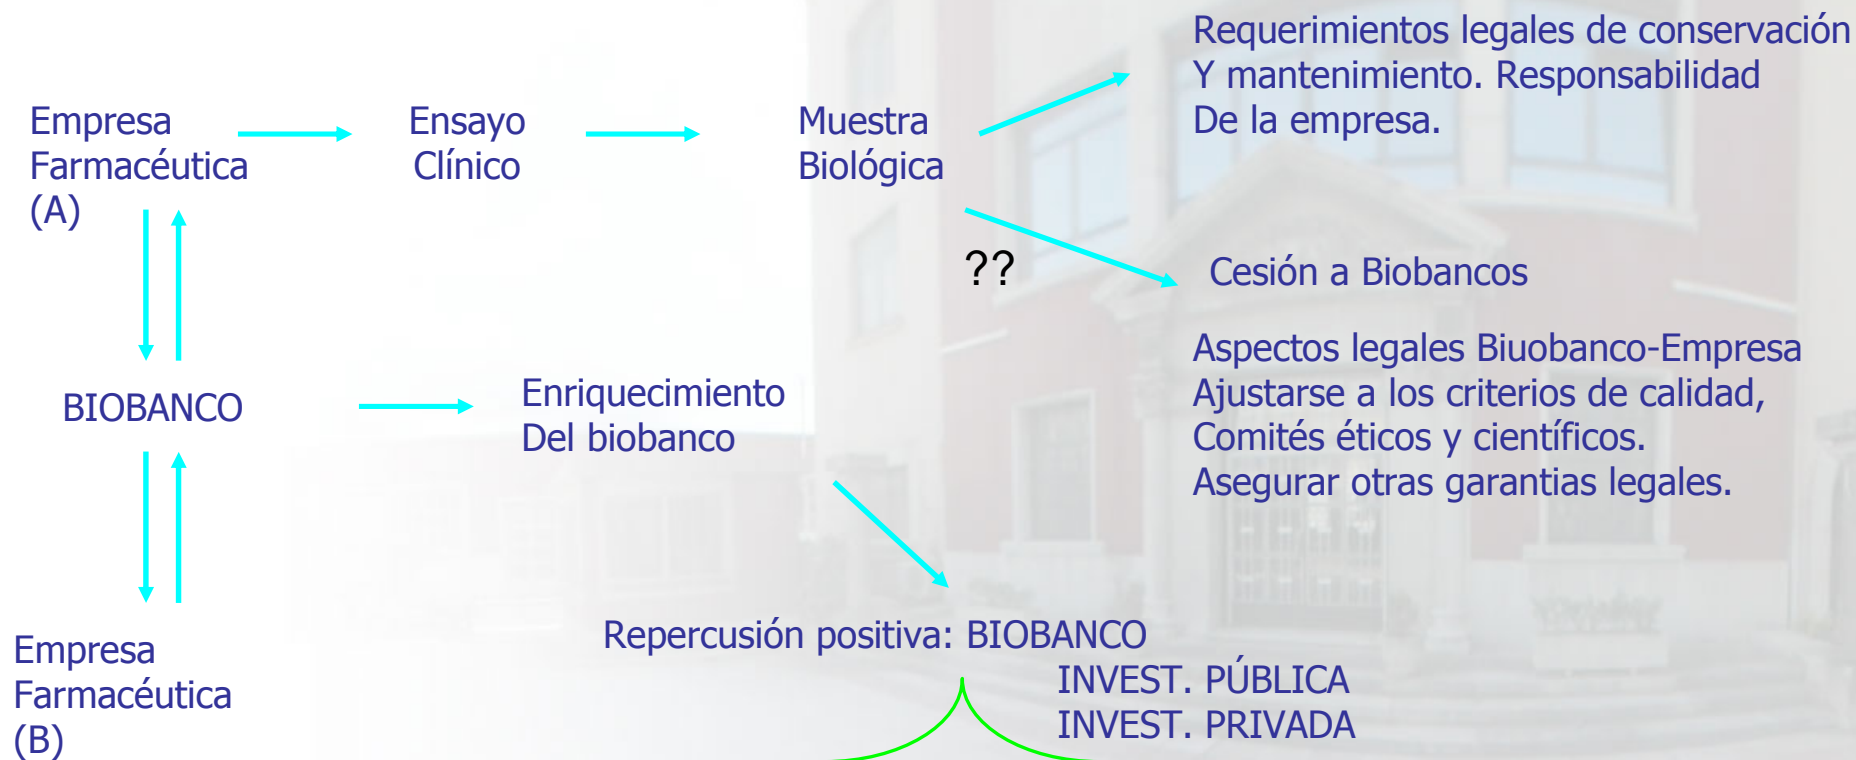 Empresa
Farmacéutica
(A)
Ensayo
Clínico
Muestra
Biológica
Requerimientos legales de conservación
Y mantenimiento. Responsabilidad
De la empresa.
??
Cesión a Biobancos
Aspectos legales Biuobanco-Empresa
Ajustarse a los criterios de calidad,
Comités éticos y científicos.
Asegurar otras garantias legales.
BIOBANCO
Enriquecimiento
Del biobanco
Empresa
Farmacéutica
(B)
Repercusión positiva: BIOBANCO
INVEST. PÚBLICA
INVEST. PRIVADA